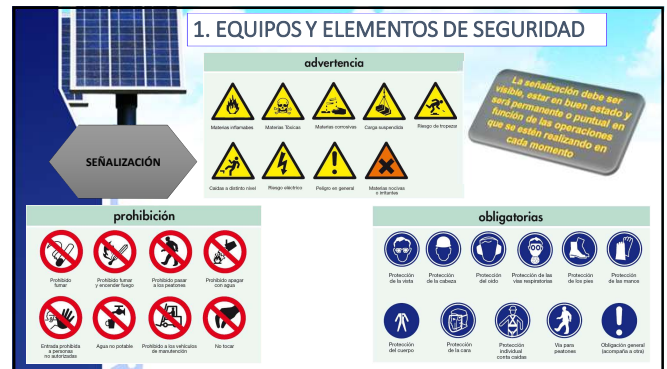 1. EQUIPOS Y ELEMENTOS DE SEGURIDAD
advertencia
Materias inflamables
Materias Tóxicas
Materias corrosivas
Carga suspendida
Riesgo de tropezar
Caídas a distinto nivel
Riesgo eléctrico
Peligro en general
Materias nocivas
o irritantes
La señalización debe ser
visible, estar en buen estado y
será permanente o puntual en
función de las operaciones
que se estén realizando en
cada momento
SEÑALIZACIÓN
prohibición
Prohibido
fumar
Prohibido fumar
y encender fuego
Prohibido pasar
a los peatones
Prohibido apagar
con agua
Entrada prohibida
a personas
no autorizadas
Agua no potable
Prohibido a los vehículos
de manutención
No tocar
obligatorias
Protección
de la vista
Protección
de la cabeza
Protección
del oido
Protección de las
vías respiratorias
Protección
de los pies
Protección
de las manos
Protección
del cuerpo
Protección
de la cara
Protección
individual
contra caídas
Vía para
peatones
Obligación general
(acompaña a otra)